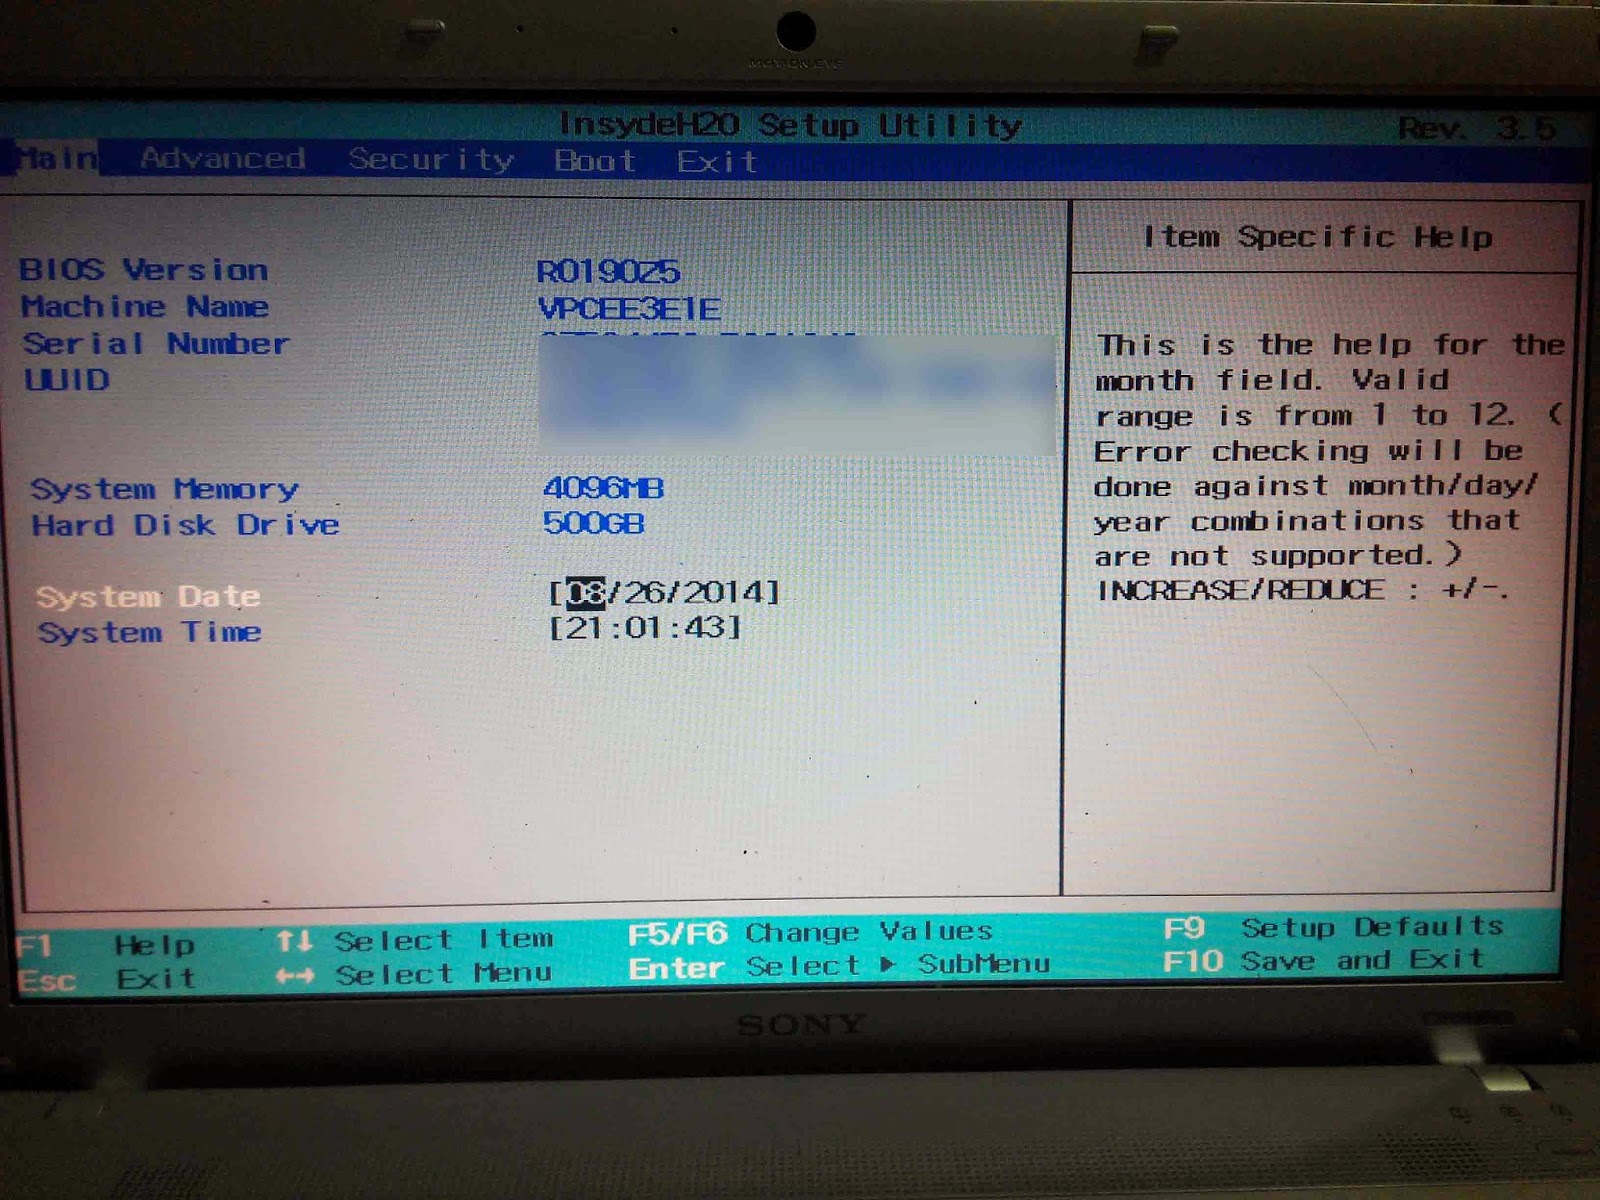 MOTION EYE
InsydeH2O Setup Utility Rev. 3.5
Main Advanced Security Boot Exit
BIOS Version R0190Z5
Machine Name VPCEE3E1E
Serial Number
UUID
System Memory 4096MB
Hard Disk Drive 500GB
System Date [08/26/2014]
System Time [21:01:43]
Item Specific Help
This is the help for the
month field. Valid
range is from 1 to 12. (
Error checking will be
done against month/day/
year combinations that
are not supported.)
INCREASE/REDUCE : +/-.
F1 Help ↑↓ Select Item F5/F6 Change Values F9 Setup Defaults
Esc Exit ←→ Select Menu Enter Select ▶ SubMenu F10 Save and Exit
SONY